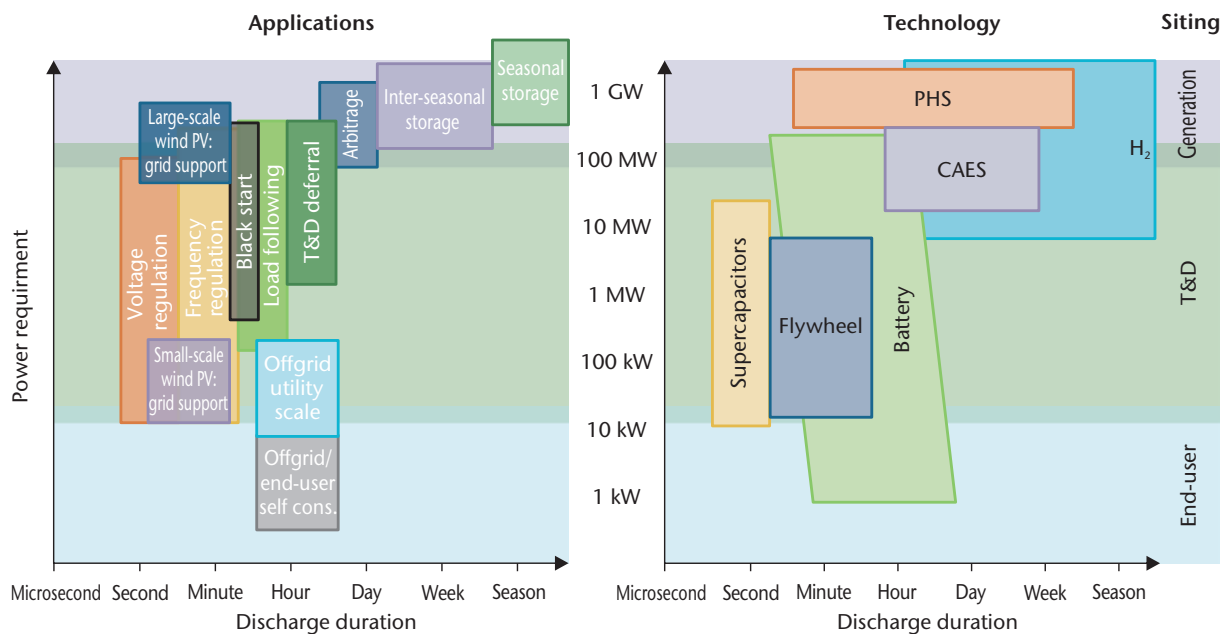 Applications
Technology
Siting
Power requirment
Large-scale
wind PV:
grid support
Voltage
regulation
Frequency
regulation
Small-scale
wind PV:
grid support
Black start
Load following
T&D deferral
Arbitrage
Inter-seasonal
storage
Seasonal
storage
Offgrid
utility
scale
Offgrid/
end-user
self cons.
Microsecond
Second
Minute
Hour
Day
Week
Season
Discharge duration
1 GW
100 MW
10 MW
1 MW
100 kW
10 kW
1 kW
PHS
CAES
H₂
Supercapacitors
Flywheel
Battery
Microsecond
Second
Minute
Hour
Day
Week
Season
Discharge duration
Generation
T&D
End-user